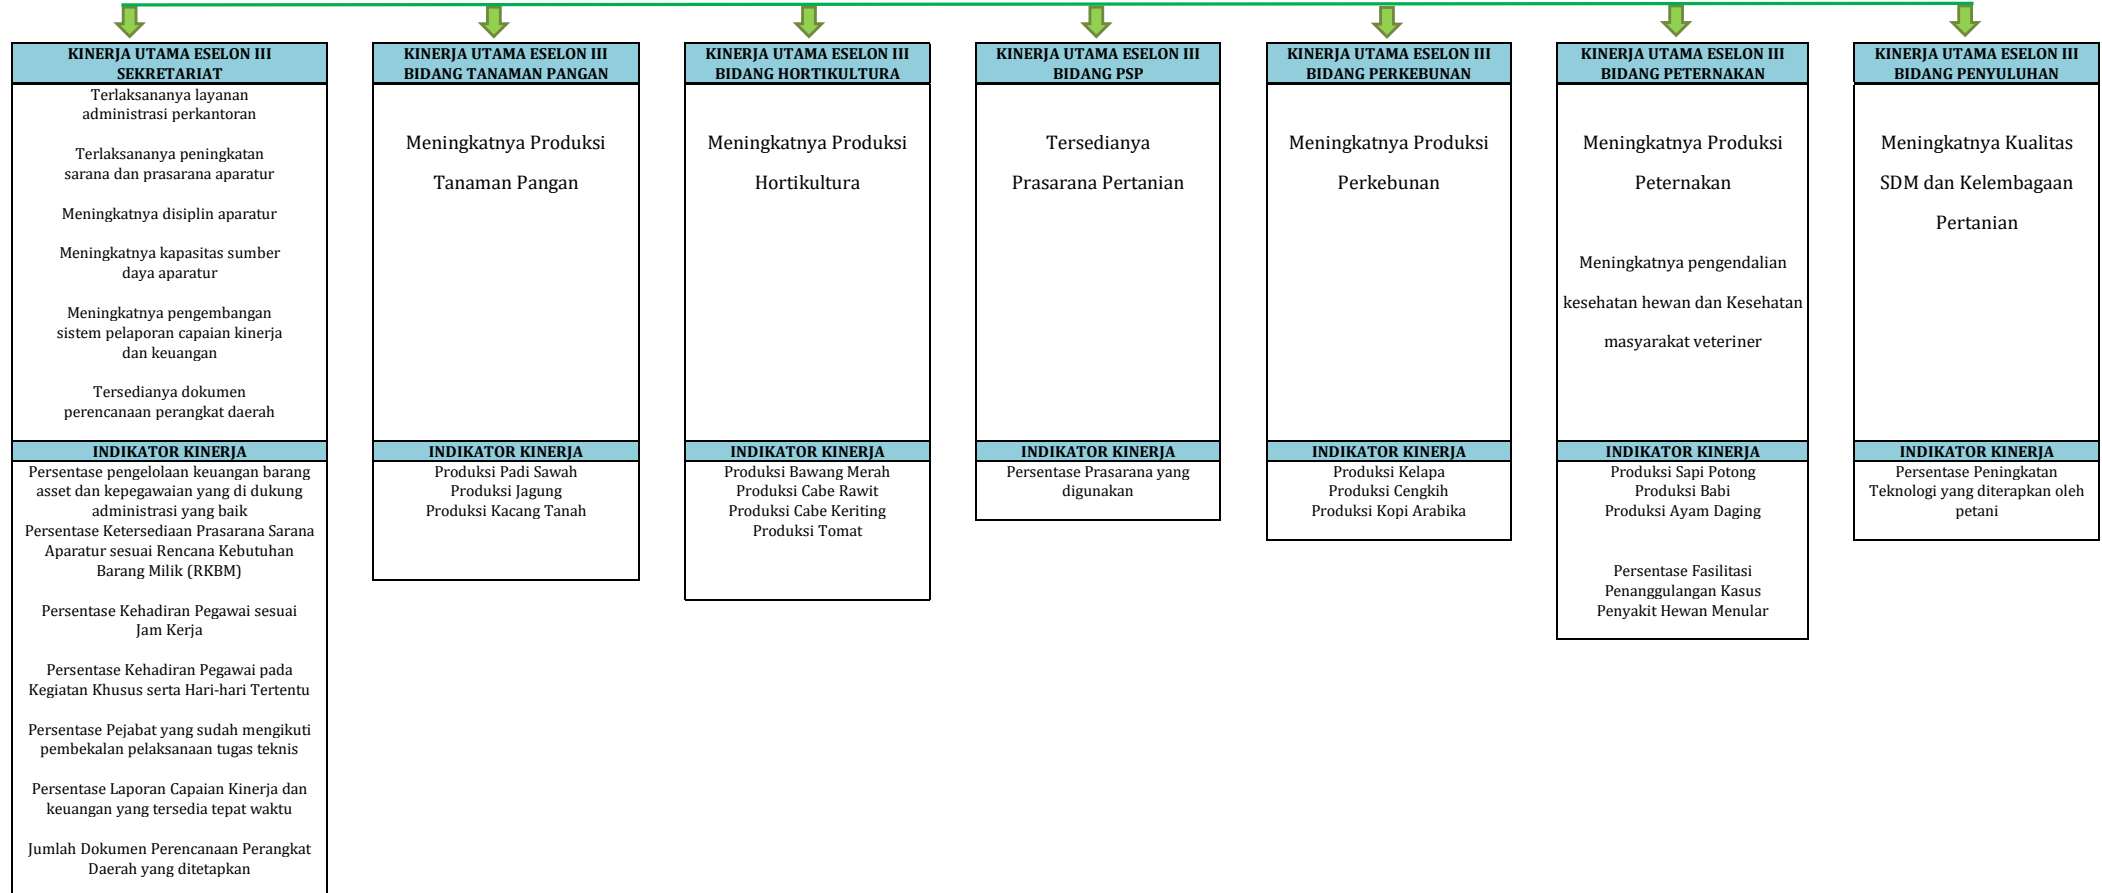 KINERJA UTAMA ESELON III
SEKRETARIAT
Terlaksananya layanan
administrasi perkantoran
Terlaksananya peningkatan
sarana dan prasarana aparatur
Meningkatnya disiplin aparatur
Meningkatnya kapasitas sumber
daya aparatur
Meningkatnya pengembangan
sistem pelaporan capaian kinerja
dan keuangan
Tersedianya dokumen
perencanaan perangkat daerah
INDIKATOR KINERJA
Persentase pengelolaan keuangan barang
asset dan kepegawaian yang di dukung
administrasi yang baik
Persentase Ketersediaan Prasarana Sarana
Aparatur sesuai Rencana Kebutuhan
Barang Milik (RKBM)
Persentase Kehadiran Pegawai sesuai
Jam Kerja
Persentase Kehadiran Pegawai pada
Kegiatan Khusus serta Hari-hari Tertentu
Persentase Pejabat yang sudah mengikuti
pembekalan pelaksanaan tugas teknis
Persentase Laporan Capaian Kinerja dan
keuangan yang tersedia tepat waktu
Jumlah Dokumen Perencanaan Perangkat
Daerah yang ditetapkan
KINERJA UTAMA ESELON III
BIDANG TANAMAN PANGAN
Meningkatnya Produksi
Tanaman Pangan
INDIKATOR KINERJA
Produksi Padi Sawah
Produksi Jagung
Produksi Kacang Tanah
KINERJA UTAMA ESELON III
BIDANG HORTIKULTURA
Meningkatnya Produksi
Hortikultura
INDIKATOR KINERJA
Produksi Bawang Merah
Produksi Cabe Rawit
Produksi Cabe Keriting
Produksi Tomat
KINERJA UTAMA ESELON III
BIDANG PSP
Tersedianya
Prasarana Pertanian
INDIKATOR KINERJA
Persentase Prasarana yang
digunakan
KINERJA UTAMA ESELON III
BIDANG PERKEBUNAN
Meningkatnya Produksi
Perkebunan
INDIKATOR KINERJA
Produksi Kelapa
Produksi Cengkih
Produksi Kopi Arabika
KINERJA UTAMA ESELON III
BIDANG PETERNAKAN
Meningkatnya Produksi
Peternakan
Meningkatnya pengendalian
kesehatan hewan dan Kesehatan
masyarakat veteriner
INDIKATOR KINERJA
Produksi Sapi Potong
Produksi Babi
Produksi Ayam Daging
Persentase Fasilitasi
Penanggulangan Kasus
Penyakit Hewan Menular
KINERJA UTAMA ESELON III
BIDANG PENYULUHAN
Meningkatnya Kualitas
SDM dan Kelembagaan
Pertanian
INDIKATOR KINERJA
Persentase Peningkatan
Teknologi yang diterapkan oleh
petani